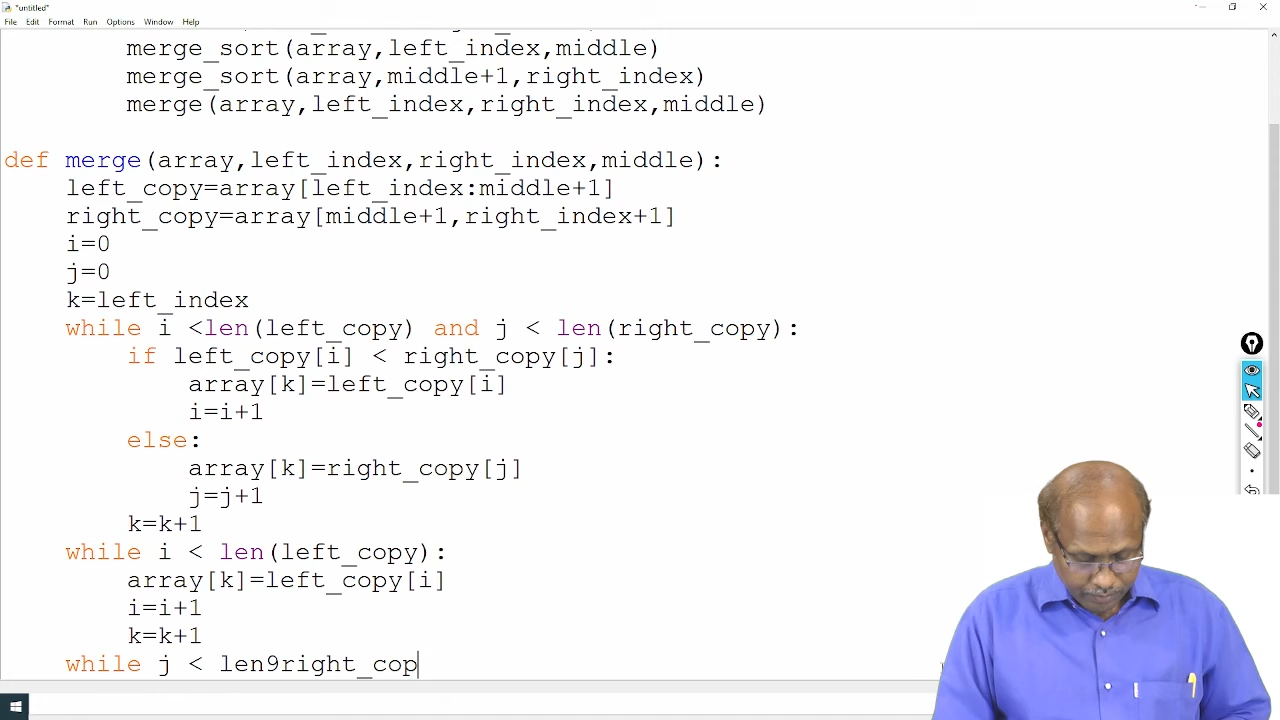 *untitled*
File Edit Format Run Options Window Help
merge_sort(array,left_index,middle)
merge_sort(array,middle+1,right_index)
merge(array,left_index,right_index,middle)
def merge(array,left_index,right_index,middle):
left_copy=array[left_index:middle+1]
right_copy=array[middle+1,right_index+1]
i=0
j=0
k=left_index
while i <len(left_copy) and j < len(right_copy):
if left_copy[i] < right_copy[j]:
array[k]=left_copy[i]
i=i+1
else:
array[k]=right_copy[j]
j=j+1
k=k+1
while i < len(left_copy):
array[k]=left_copy[i]
i=i+1
k=k+1
while j < len9right_cop